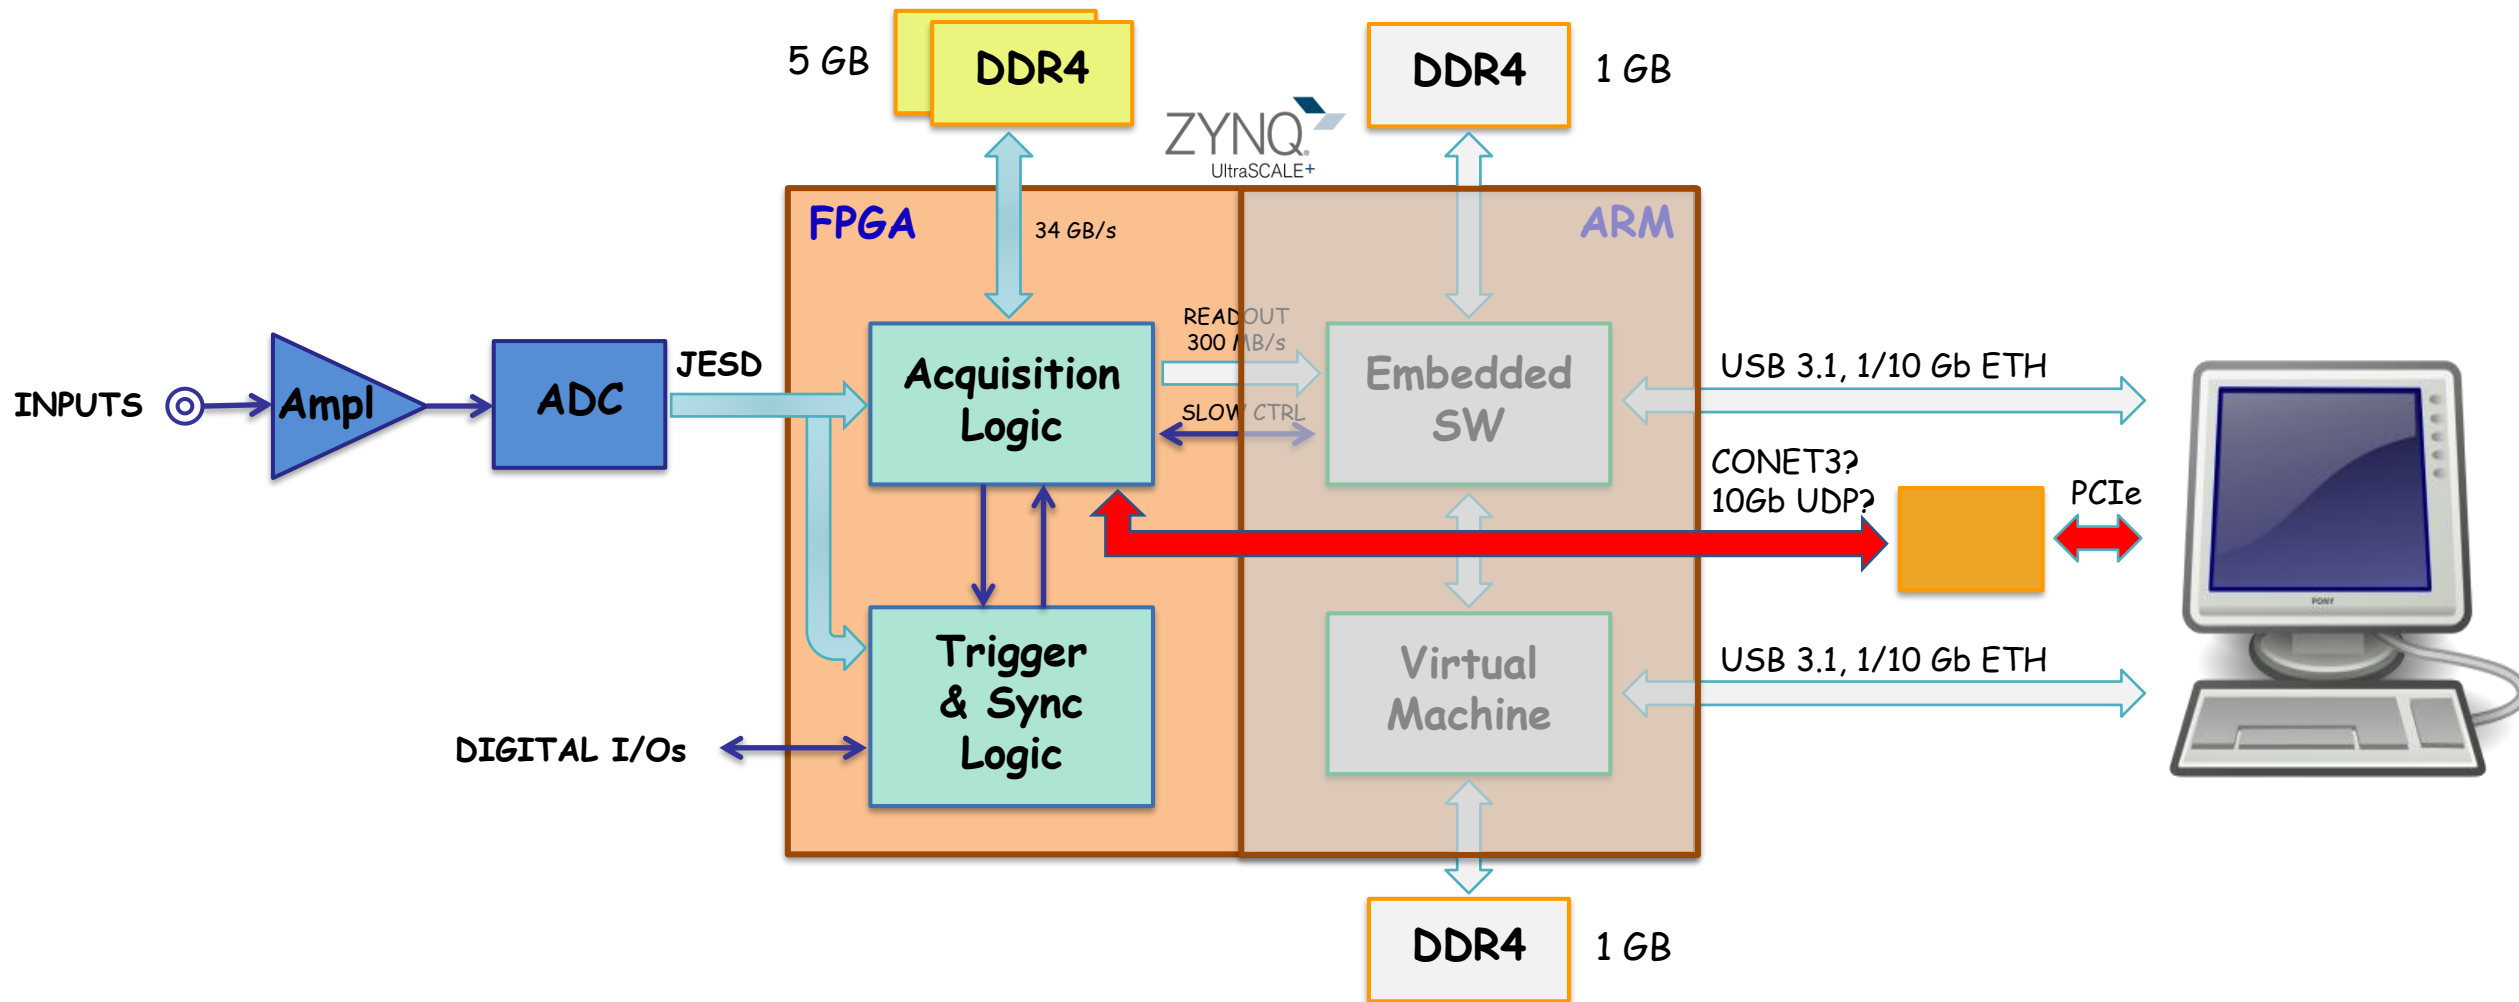 5 GB
DDR4
DDR4
1 GB
ZYNQ
UltraSCALE+
FPGA
34 GB/s
ARM
READOUT
300 MB/s
INPUTS
Ampl
ADC
JESD
Acquisition
Logic
SLOW CTRL
Embedded
SW
USB 3.1, 1/10 Gb ETH
CONET3?
10Gb UDP?
PCIe
PONY
Trigger
& Sync
Logic
Virtual
Machine
USB 3.1, 1/10 Gb ETH
DIGITAL I/Os
DDR4
1 GB